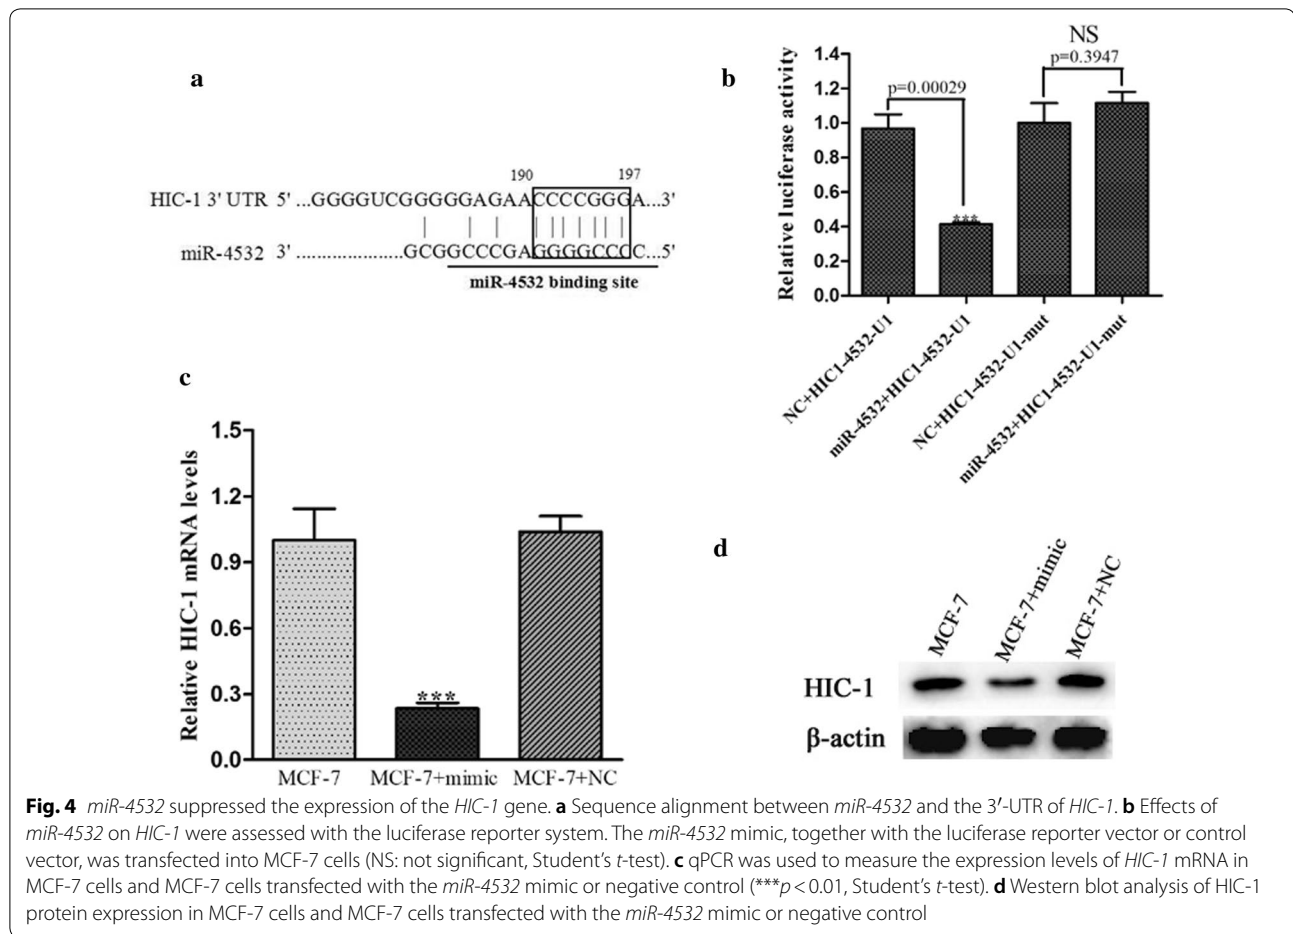 a
190 197
HIC-1 3' UTR 5' ...GGGGUCGGGGGAGAACCCCGGGA...3'
miR-4532 3' ......................GCGGCCCGAGGGGCCCC...5'
miR-4532 binding site
b
Relative luciferase activity
1.4
1.2
1.0
0.8
0.6
0.4
0.2
0.0
NS
p=0.3947
p=0.00029
***
NC+HIC1-4532-U1
miR-4532+HIC1-4532-U1
NC+HIC1-4532-U1-mut
miR-4532+HIC1-4532-U1-mut
c
Relative HIC-1 mRNA levels
1.5
1.2
0.9
0.6
0.3
0.0
***
MCF-7 MCF-7+mimic MCF-7+NC
d
MCF-7
MCF-7+mimic
MCF-7+NC
HIC-1
β-actin
Fig. 4 miR-4532 suppressed the expression of the HIC-1 gene. a Sequence alignment between miR-4532 and the 3′-UTR of HIC-1. b Effects of
miR-4532 on HIC-1 were assessed with the luciferase reporter system. The miR-4532 mimic, together with the luciferase reporter vector or control
vector, was transfected into MCF-7 cells (NS: not significant, Student's t-test). c qPCR was used to measure the expression levels of HIC-1 mRNA in
MCF-7 cells and MCF-7 cells transfected with the miR-4532 mimic or negative control (***p < 0.01, Student's t-test). d Western blot analysis of HIC-1
protein expression in MCF-7 cells and MCF-7 cells transfected with the miR-4532 mimic or negative control